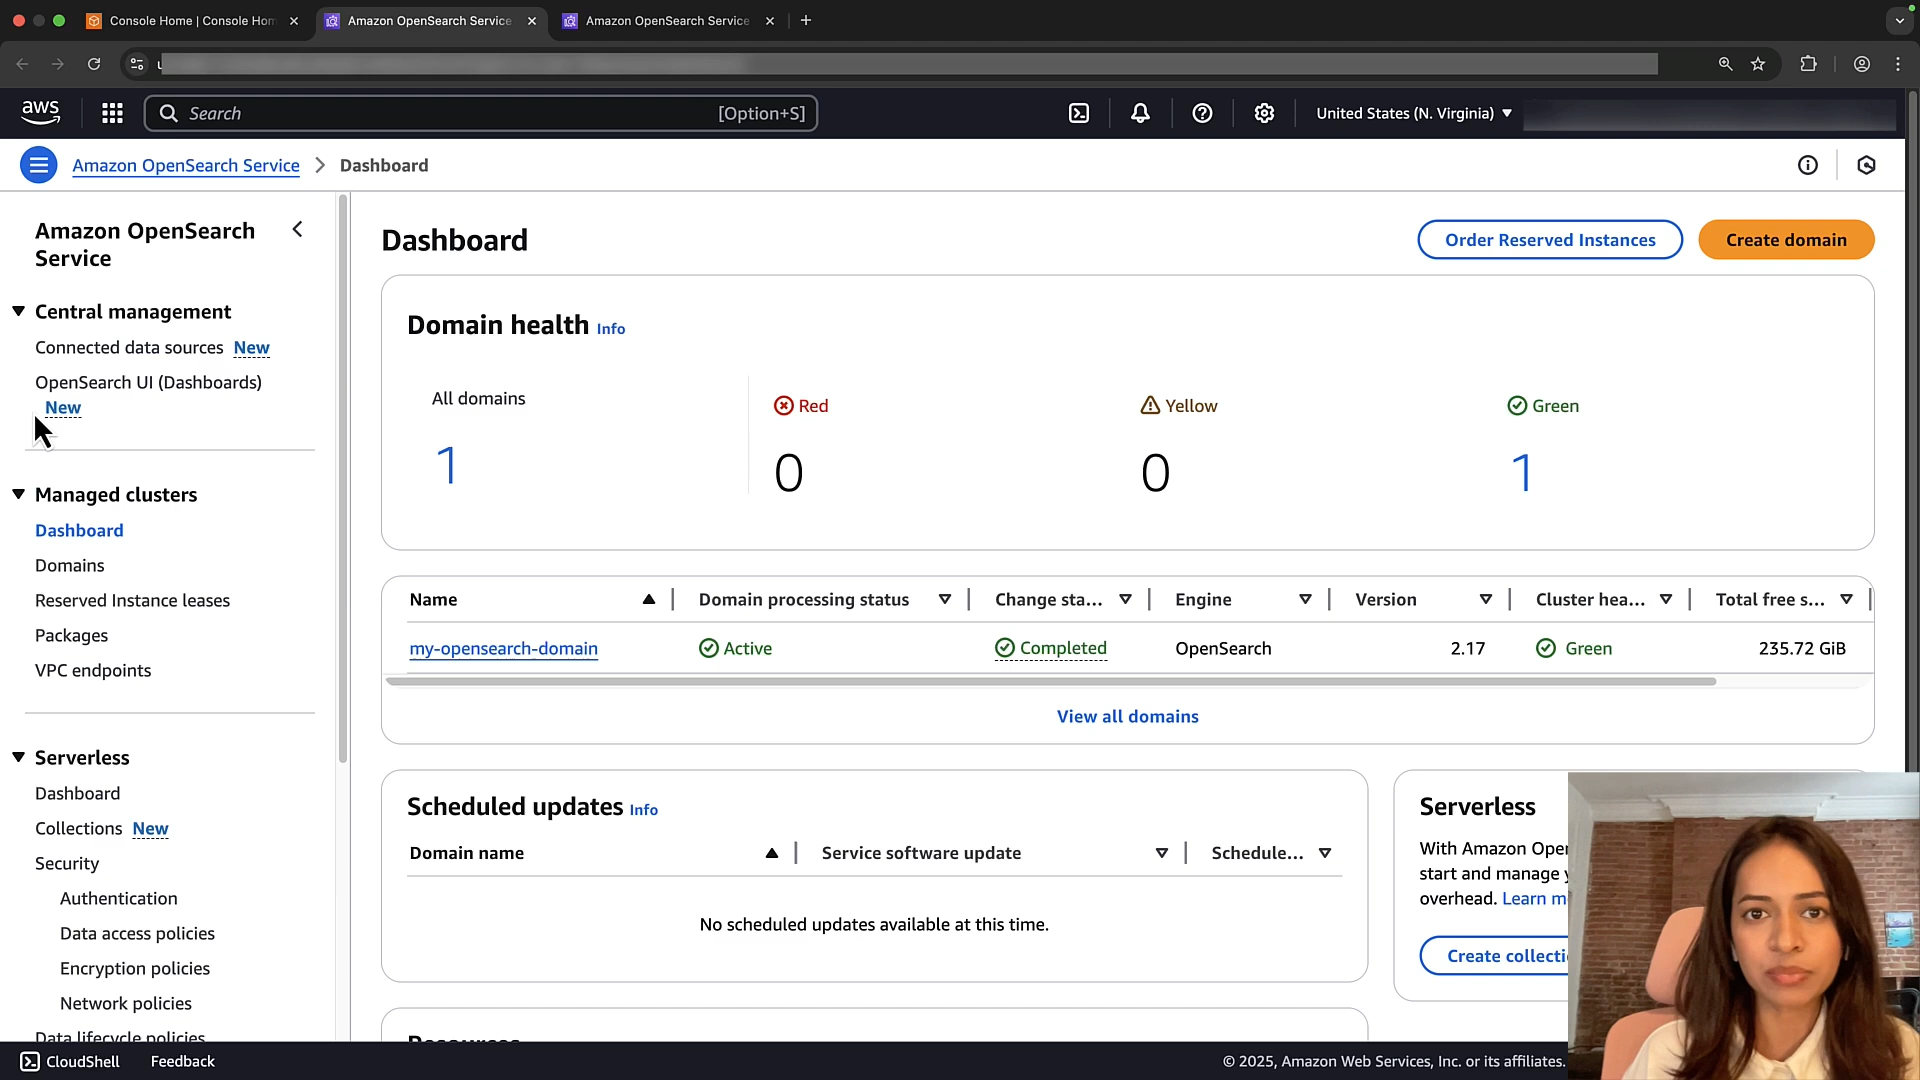 Console Home | Console Hom
Amazon OpenSearch Service
Amazon OpenSearch Service
aws
Search
[Option+S]
United States (N. Virginia)
Amazon OpenSearch Service
Dashboard
Amazon OpenSearch
Service
Central management
Connected data sources New
OpenSearch UI (Dashboards)
New
Managed clusters
Dashboard
Domains
Reserved Instance leases
Packages
VPC endpoints
Serverless
Dashboard
Collections New
Security
Authentication
Data access policies
Encryption policies
Network policies
Data lifecycle policies
Dashboard
Order Reserved Instances
Create domain
Domain health Info
All domains
1
Red
0
Yellow
0
Green
1
Name Domain processing status Change sta... Engine Version Cluster hea... Total free s...
my-opensearch-domain Active Completed OpenSearch 2.17 Green 235.72 GiB
View all domains
Scheduled updates Info
Domain name Service software update Schedule...
No scheduled updates available at this time.
Resources
Serverless
With Amazon Open
start and manage
overhead. Learn m
Create collecti
CloudShell Feedback
© 2025, Amazon Web Services, Inc. or its affiliates.